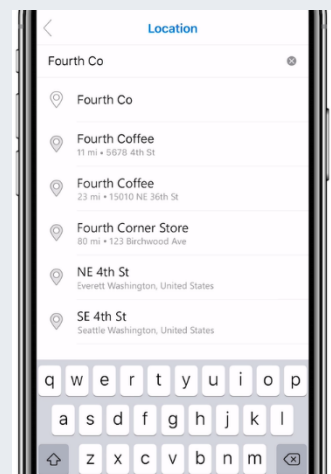 Location
Fourth Co
Fourth Co
Fourth Coffee
11 mi • 5678 4th St
Fourth Coffee
23 mi • 15010 NE 36th St
Fourth Corner Store
80 mi • 123 Birchwood Ave
NE 4th St
Everett Washington, United States
SE 4th St
Seattle Washington, United States
q w e r t y u i o p
a s d f g h j k l
z x c v b n m